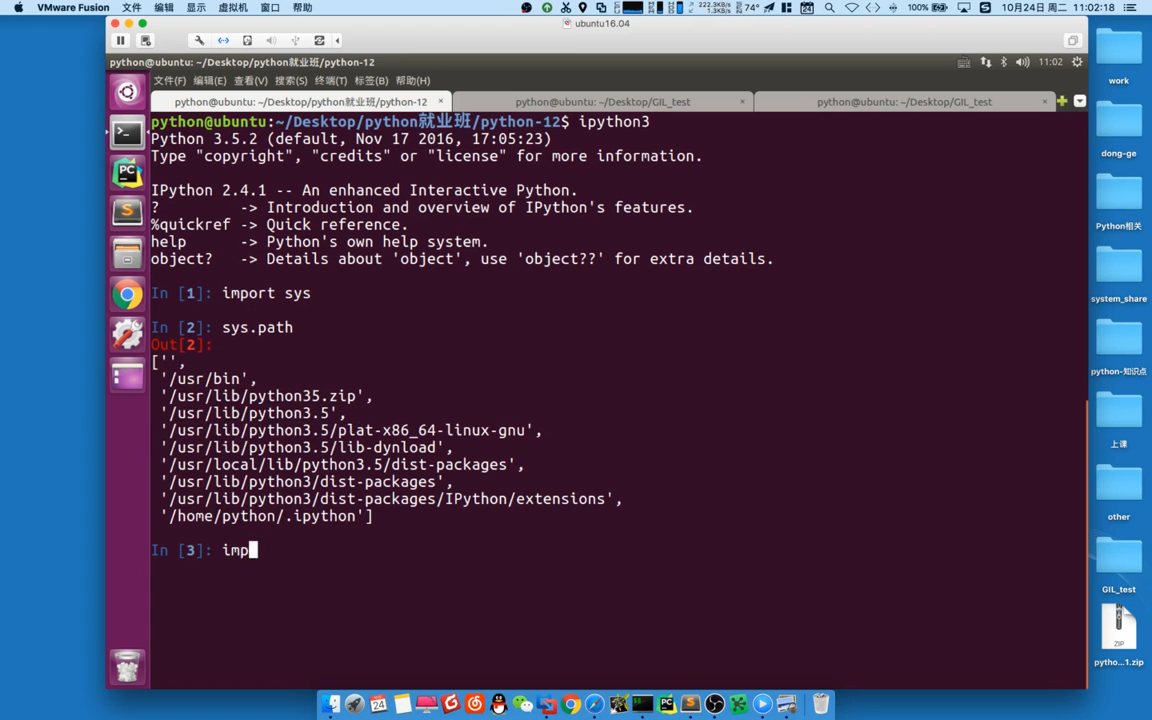 VMware Fusion 文件 编辑 显示 虚拟机 窗口 帮助 222.3KB/s 1.3KB/s 74° 24 100% 10月24日 周二 11:02:18
ubuntu16.04
python@ubuntu: ~/Desktop/python就业班/python-12 11:02
文件(F) 编辑(E) 查看(V) 搜索(S) 终端(T) 标签(B) 帮助(H)
python@ubuntu: ~/Desktop/python就业班/python-12 × python@ubuntu: ~/Desktop/GIL_test × python@ubuntu: ~/Desktop/GIL_test ×
python@ubuntu:~/Desktop/python就业班/python-12$ ipython3
Python 3.5.2 (default, Nov 17 2016, 17:05:23)
Type "copyright", "credits" or "license" for more information.
IPython 2.4.1 -- An enhanced Interactive Python.
? -> Introduction and overview of IPython's features.
%quickref -> Quick reference.
help -> Python's own help system.
object? -> Details about 'object', use 'object??' for extra details.
In [1]: import sys
In [2]: sys.path
Out[2]:
['',
'/usr/bin',
'/usr/lib/python35.zip',
'/usr/lib/python3.5',
'/usr/lib/python3.5/plat-x86_64-linux-gnu',
'/usr/lib/python3.5/lib-dynload',
'/usr/local/lib/python3.5/dist-packages',
'/usr/lib/python3/dist-packages',
'/usr/lib/python3/dist-packages/IPython/extensions',
'/home/python/.ipython']
In [3]: imp
work
dong-ge
Python相关
system_share
python-知识点
上课
other
GIL_test
ZIP
pytho...1.zip
PC
S
24
PC
S